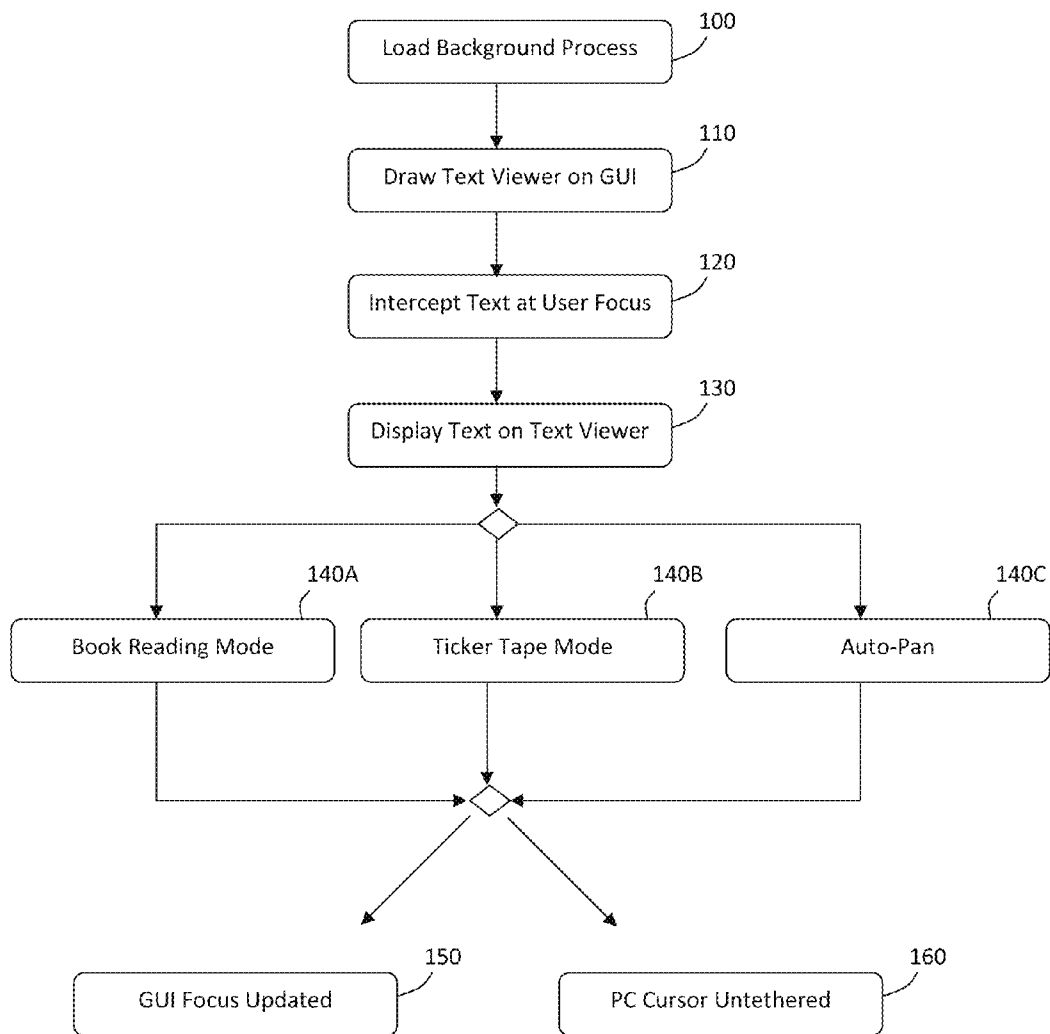 100
Load Background Process
110
Draw Text Viewer on GUI
120
Intercept Text at User Focus
130
Display Text on Text Viewer
140A
140B
140C
Book Reading Mode
Ticker Tape Mode
Auto-Pan
150
160
GUI Focus Updated
PC Cursor Untethered